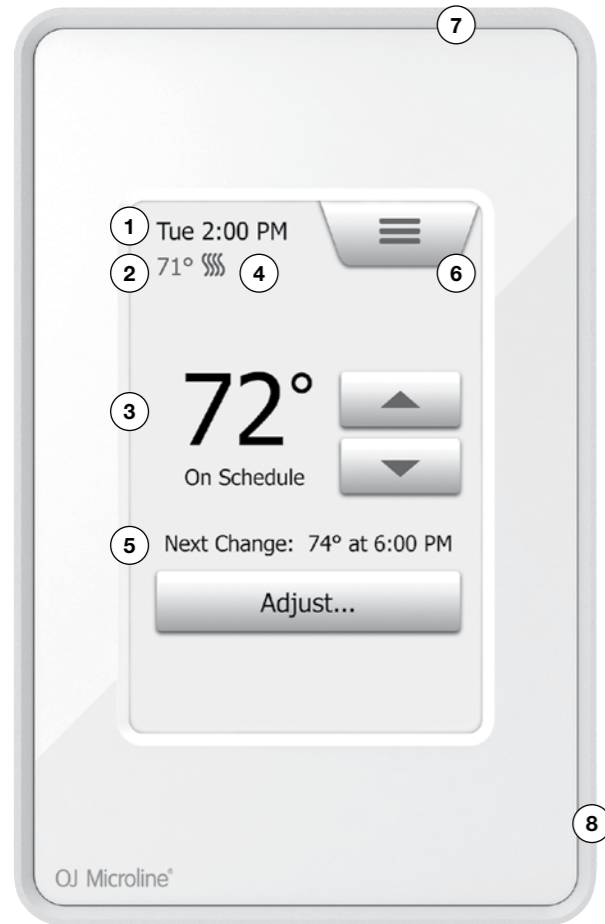 7
1 Tue 2:00 PM
2 71° 4 6
3 72°
On Schedule
5 Next Change: 74° at 6:00 PM
Adjust...
8
OJ Microline®